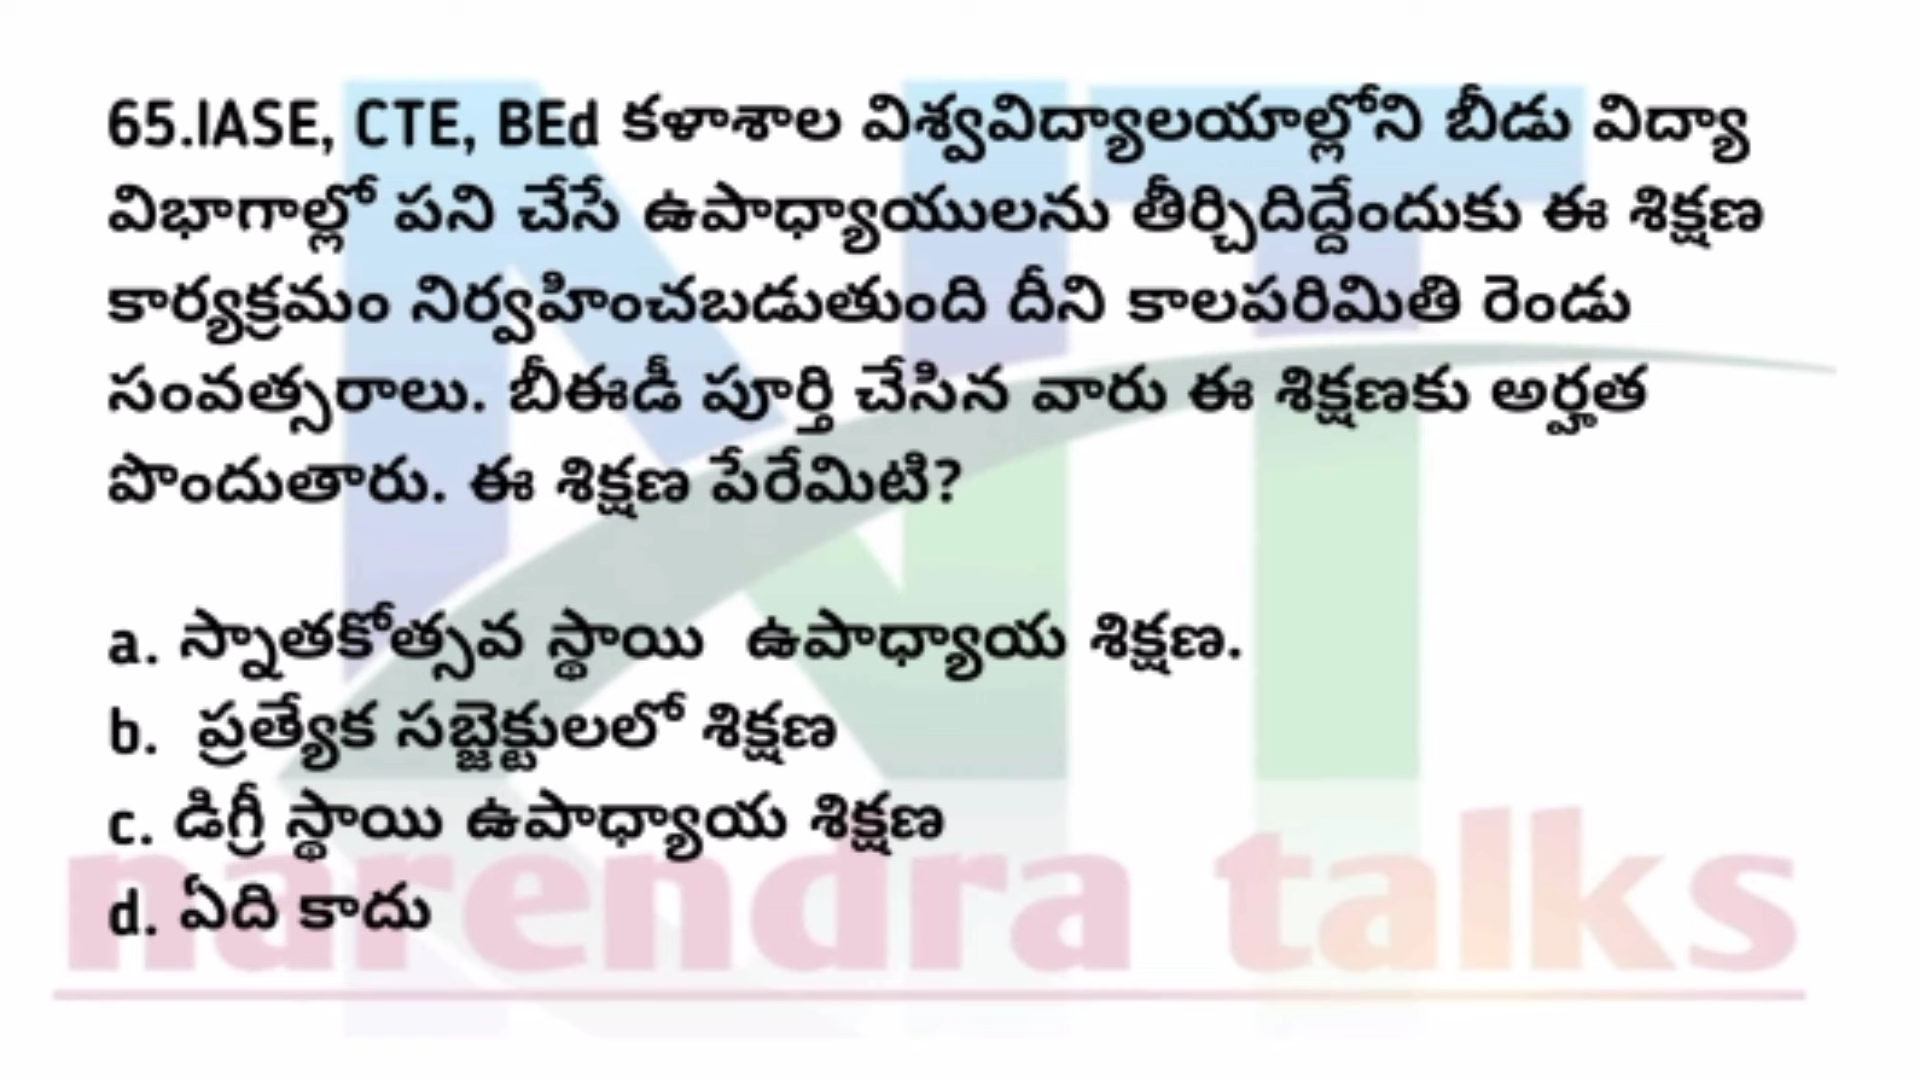 65.IASE, CTE, BEd కళాశాల విశ్వవిద్యాలయాల్లోని బీడు విద్యా
విభాగాల్లో పని చేసే ఉపాధ్యాయులను తీర్చిదిద్దేందుకు ఈ శిక్షణ
కార్యక్రమం నిర్వహించబడుతుంది దీని కాలపరిమితి రెండు
సంవత్సరాలు. బీఈడీ పూర్తి చేసిన వారు ఈ శిక్షణకు అర్హత
పొందుతారు. ఈ శిక్షణ పేరేమిటి?
a. స్నాతకోత్సవ స్థాయి ఉపాధ్యాయ శిక్షణ.
b. ప్రత్యేక సబ్జెక్టులలో శిక్షణ
c. డిగ్రీ స్థాయి ఉపాధ్యాయ శిక్షణ
d. ఏది కాదు
narendra talks